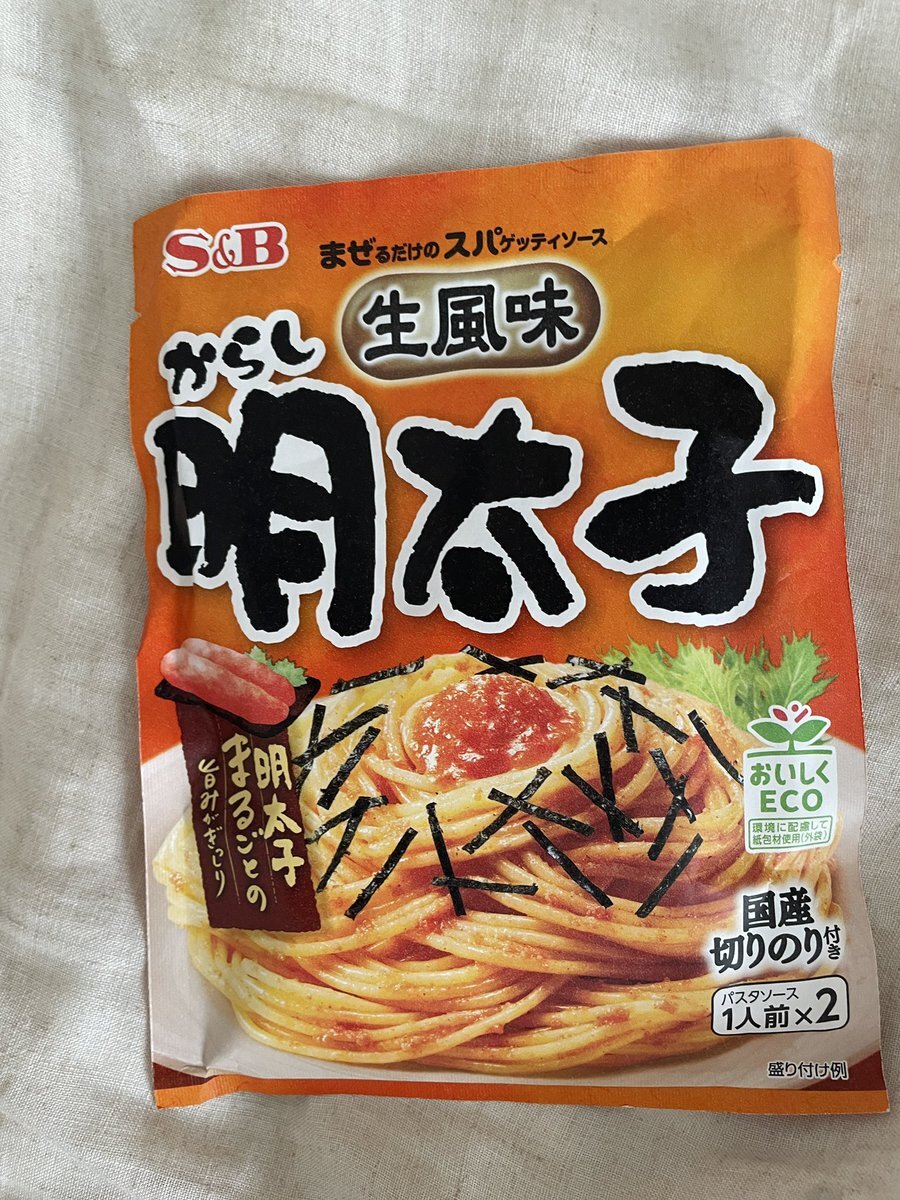 S&B
まぜるだけのスパゲッティソース
生風味
からし
明太子
明太子
まるごとの
旨みがぎっしり
おいしく
ECO
環境に配慮して
紙包材使用(外袋)
国産
切りのり付き
パスタソース
1人前×2
盛り付け例